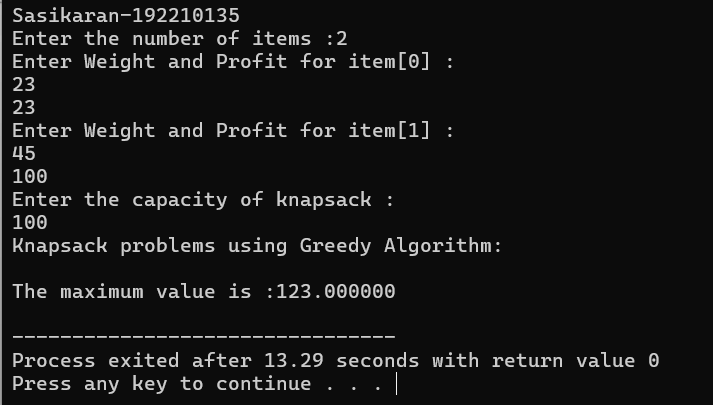 Sasikaran-192210135
Enter the number of items :2
Enter Weight and Profit for item[0] :
23
23
Enter Weight and Profit for item[1] :
45
100
Enter the capacity of knapsack :
100
Knapsack problems using Greedy Algorithm:
The maximum value is :123.000000
--------------------------------
Process exited after 13.29 seconds with return value 0
Press any key to continue . . .